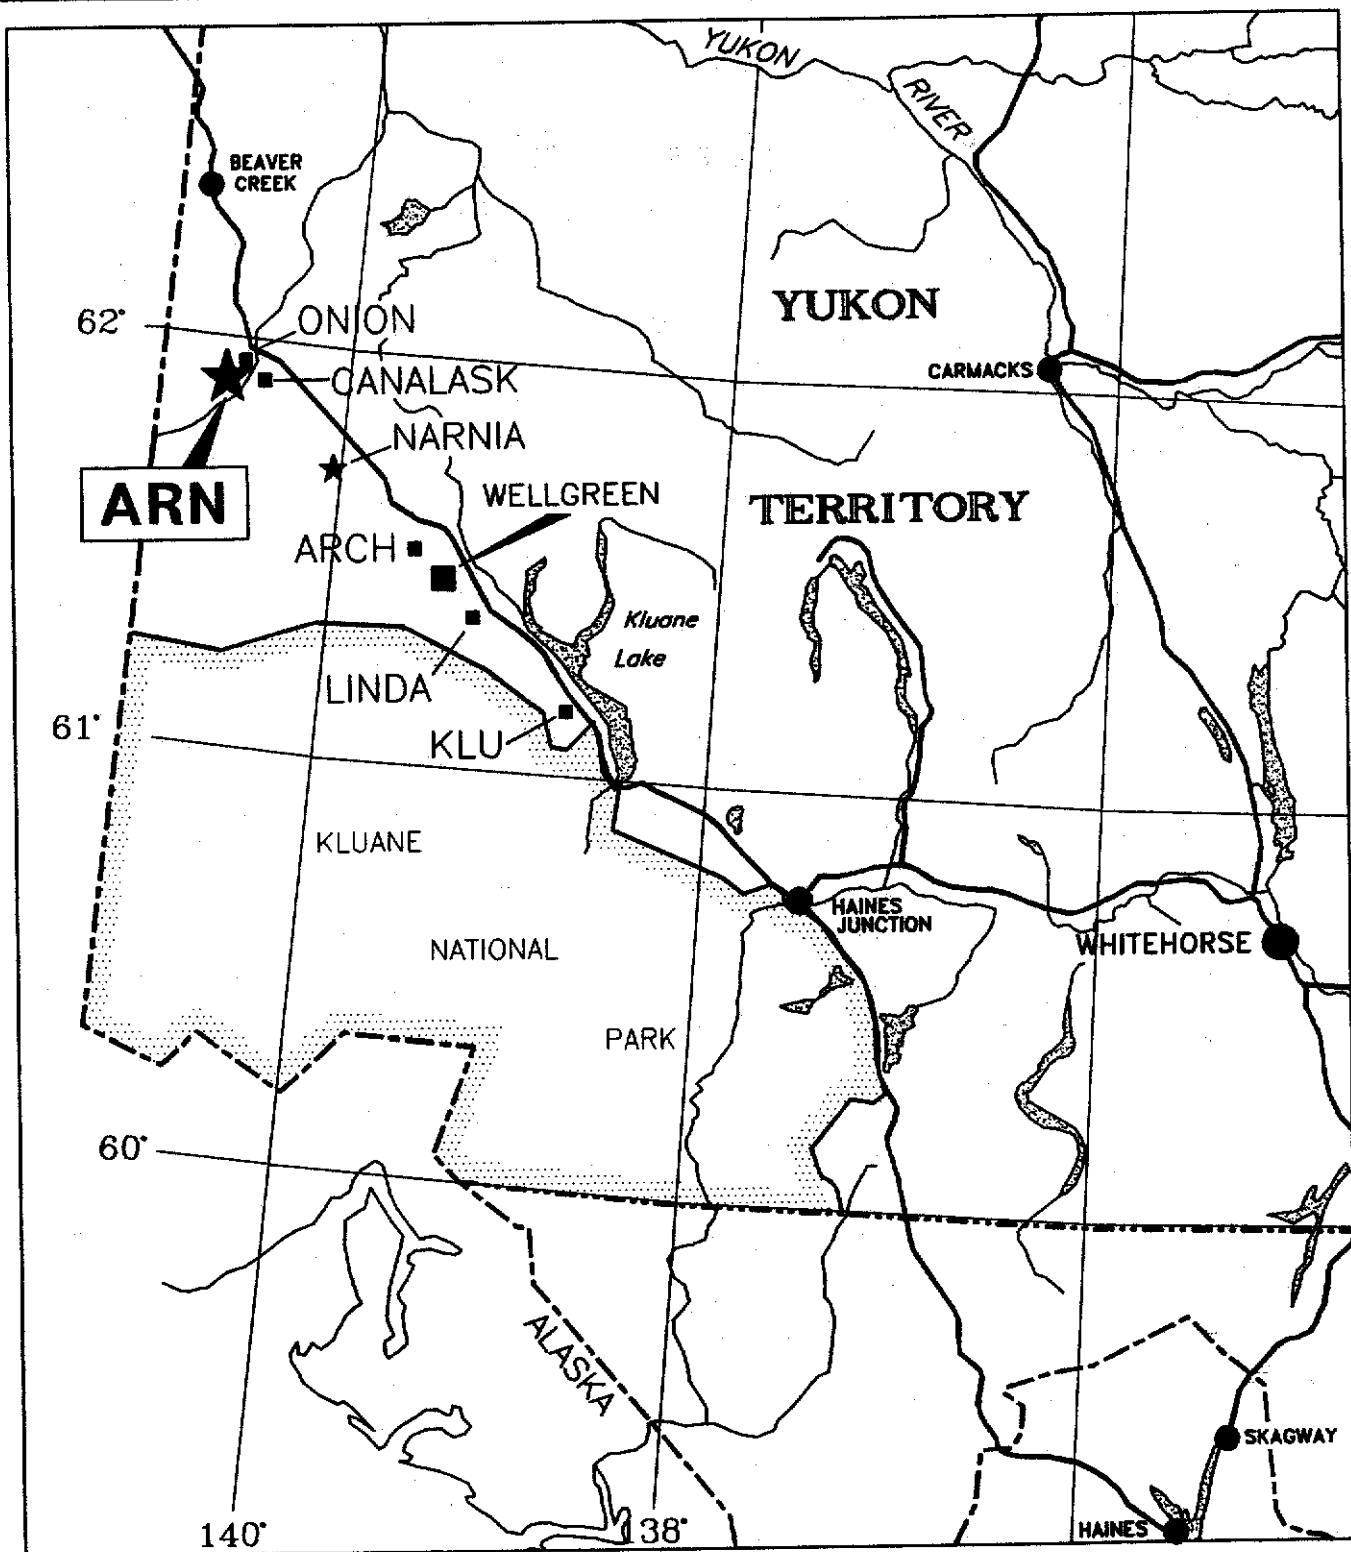 YUKON
RIVER
BEAVER
CREEK
62°
ONION
YUKON
CANALASK
CARMACKS
NARNIA
ARN
WELLGREEN
TERRITORY
ARCH
Kluane
Lake
LINDA
61°
KLU
KLUANE
HAINES
JUNCTION
NATIONAL
WHITEHORSE
PARK
60°
ALASKA
SKAGWAY
140°
138°
HAINES